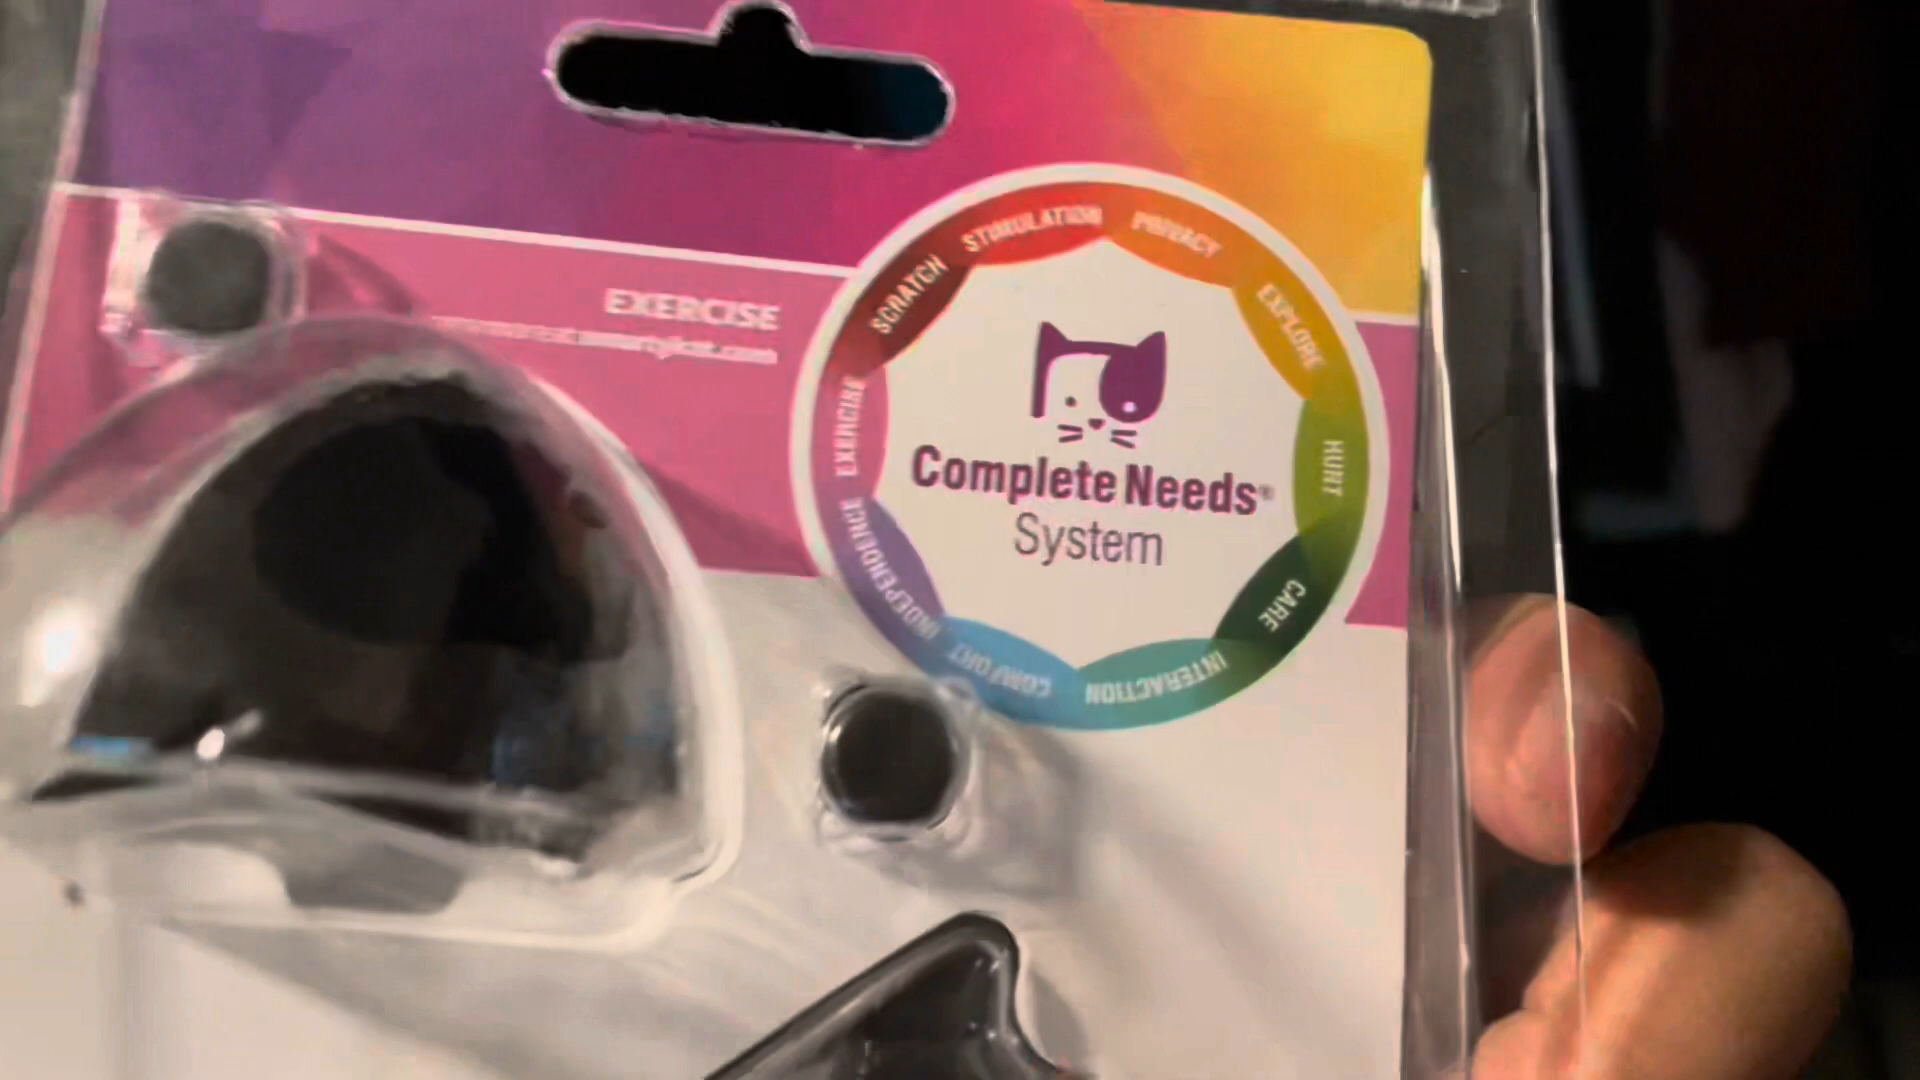 EXERCISE
STIMULATION
PRIVACY
EXPLORE
HUNT
CARE
INTERACTION
COMFORT
INDEPENDENCE
EXERCISE
SCRATCH
Complete Needs®
System